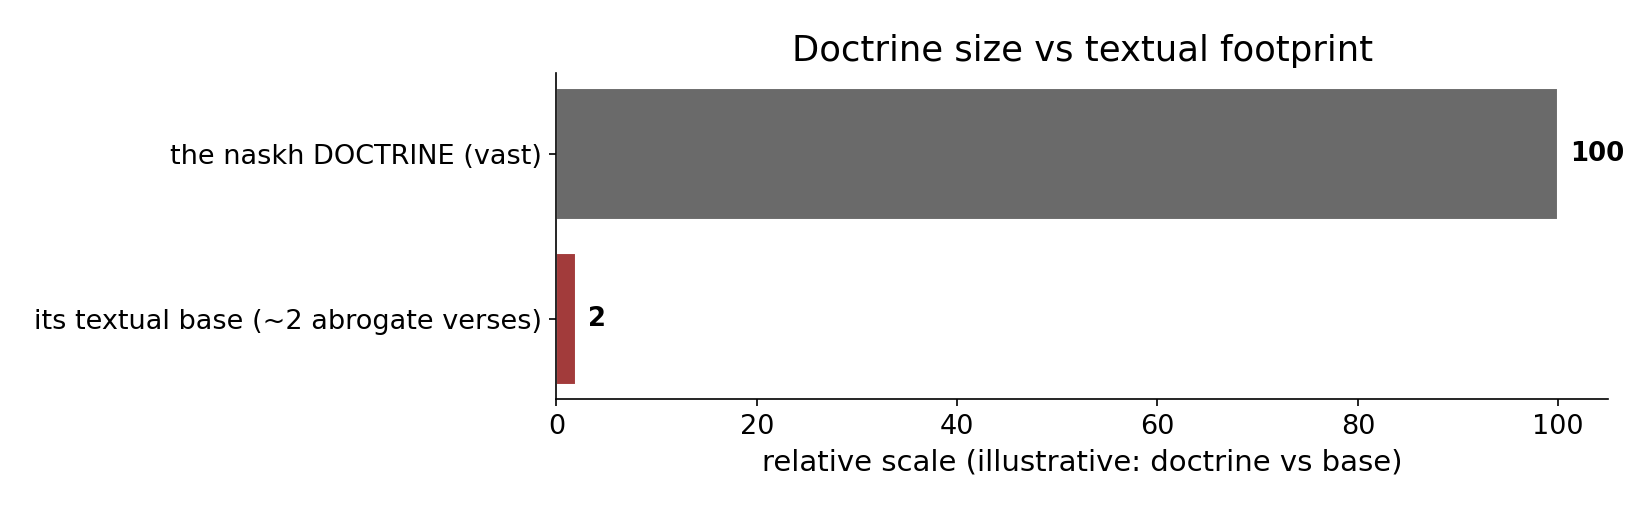 Doctrine size vs textual footprint
the naskh DOCTRINE (vast)
100
its textual base (~2 abrogate verses)
2
0 20 40 60 80 100
relative scale (illustrative: doctrine vs base)